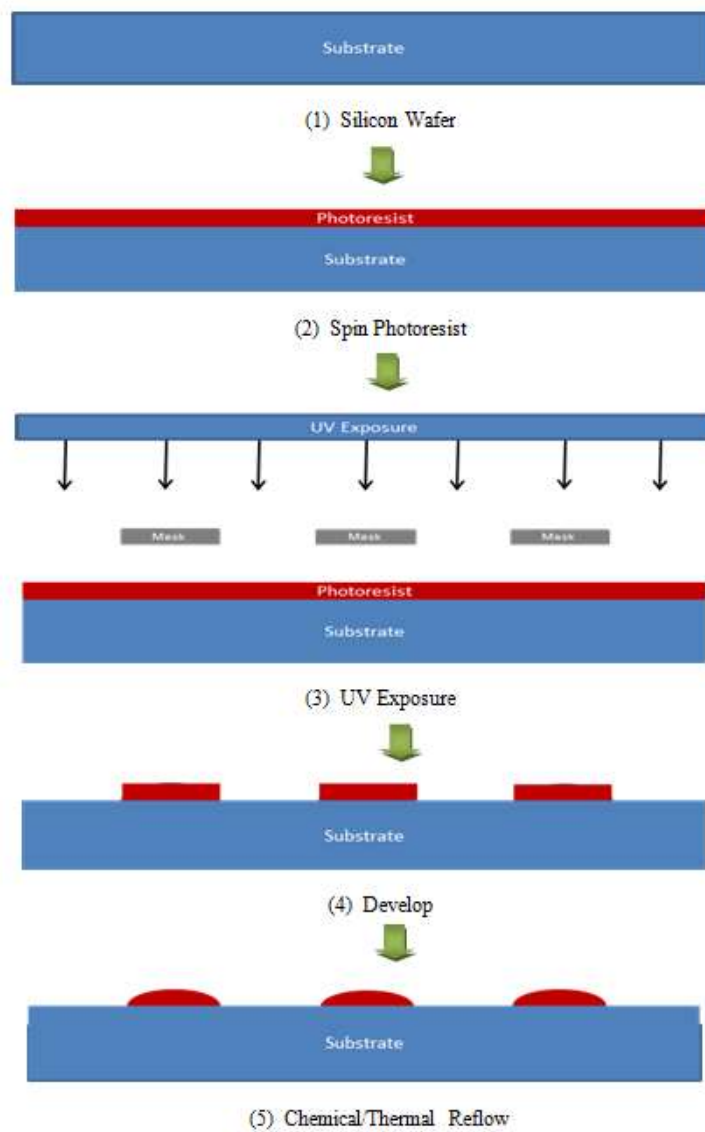 Substrate
(1) Silicon Wafer
Photoresist
Substrate
(2) Spin Photoresist
UV Exposure
Mask Mask Mask
Photoresist
Substrate
(3) UV Exposure
Substrate
(4) Develop
Substrate
(5) Chemical/Thermal Reflow